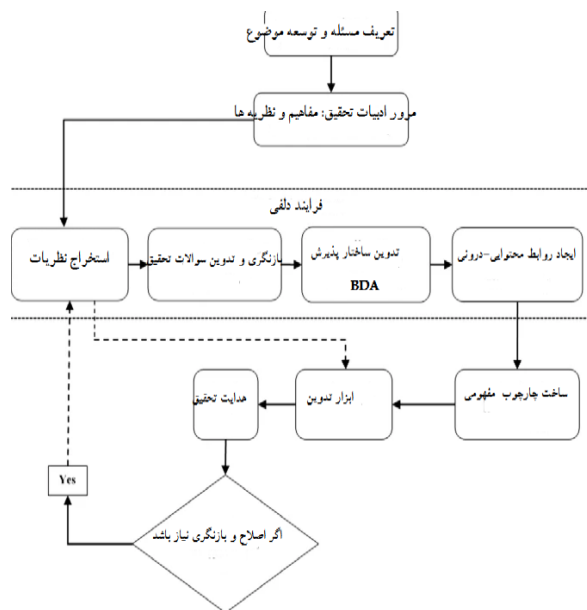 تعریف مسئله و توسعه موضوع
مرور ادبیات تحقیق: مفاهیم و نظریه ها
فرایند دلفی
استخراج نظریات
بازنگری و تدوین سوالات تحقیق
تدوین ساختار پذیرش
BDA
ایجاد روابط محتوایی-درونی
ساخت چارچوب مفهومی
ابزار تدوین
هدایت تحقیق
Yes
اگر اصلاح و بازنگری نیاز باشد